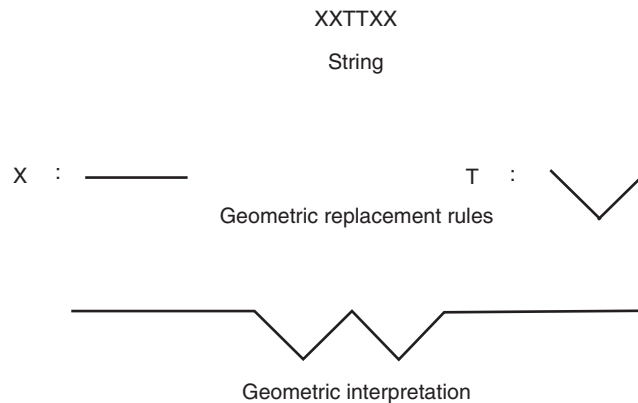 XXTTXX
String
X : T :
Geometric replacement rules
Geometric interpretation